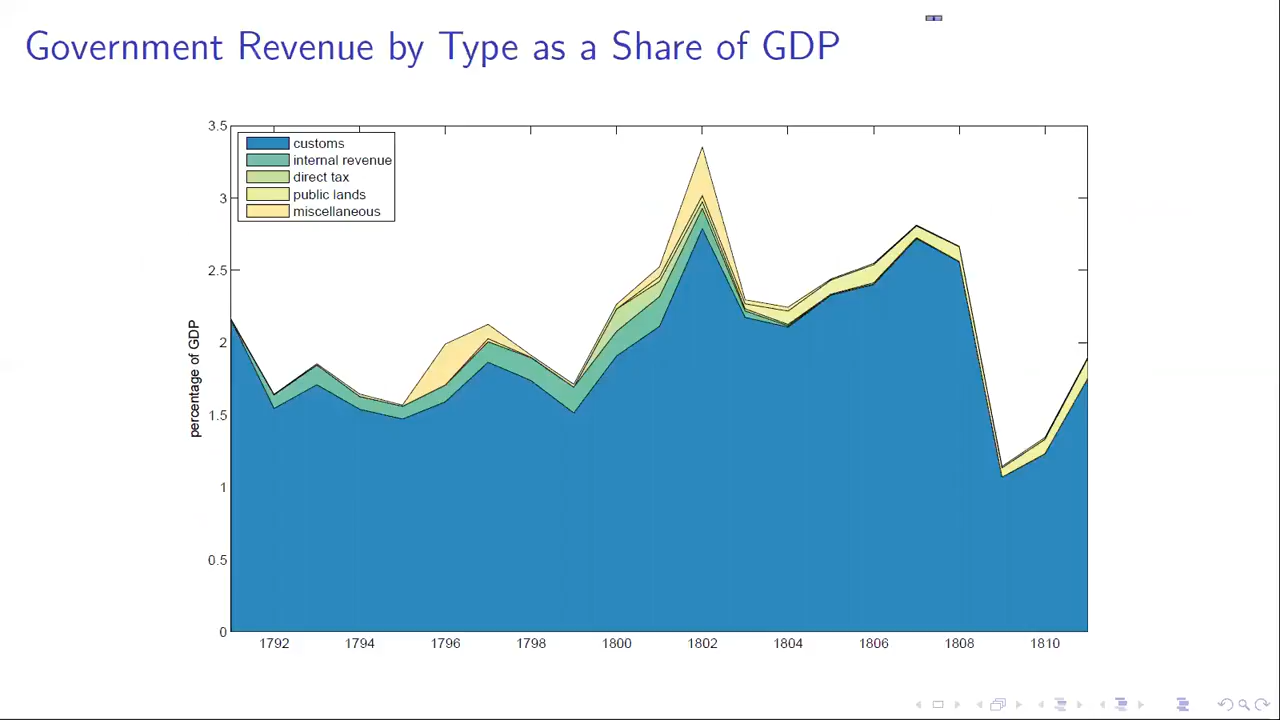 Government Revenue by Type as a Share of GDP
3.5
3
2.5
2
1.5
1
0.5
0
percentage of GDP
customs
internal revenue
direct tax
public lands
miscellaneous
1792 1794 1796 1798 1800 1802 1804 1806 1808 1810